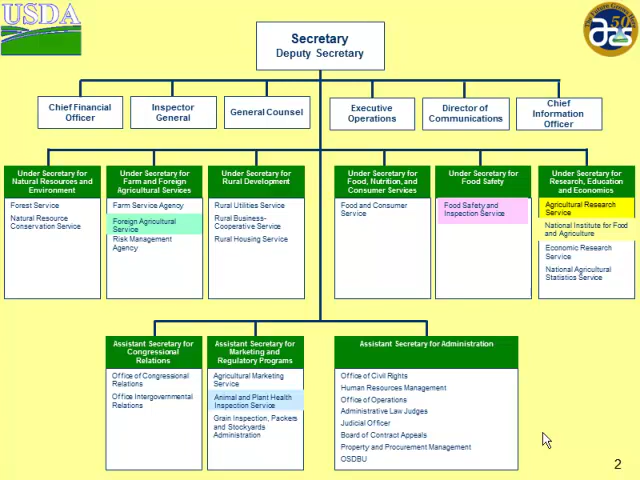 USDA
The Future Grows Here
50
aes
Secretary
Deputy Secretary
Chief Financial
Officer
Inspector
General
General Counsel
Executive
Operations
Director of
Communications
Chief
Information
Officer
Under Secretary for
Natural Resources and
Environment
Forest Service
Natural Resource
Conservation Service
Under Secretary for
Farm and Foreign
Agricultural Services
Farm Service Agency
Foreign Agricultural
Service
Risk Management
Agency
Under Secretary for
Rural Development
Rural Utilities Service
Rural Business-
Cooperative Service
Rural Housing Service
Under Secretary for
Food, Nutrition, and
Consumer Services
Food and Consumer
Service
Under Secretary for
Food Safety
Food Safety and
Inspection Service
Under Secretary for
Research, Education
and Economics
Agricultural Research
Service
National Institute for Food
and Agriculture
Economic Research
Service
National Agricultural
Statistics Service
Assistant Secretary for
Congressional
Relations
Office of Congressional
Relations
Office Intergovernmental
Relations
Assistant Secretary for
Marketing and
Regulatory Programs
Agricultural Marketing
Service
Animal and Plant Health
Inspection Service
Grain Inspection, Packers
and Stockyards
Administration
Assistant Secretary for Administration
Office of Civil Rights
Human Resources Management
Office of Operations
Administrative Law Judges
Judicial Officer
Board of Contract Appeals
Property and Procurement Management
OSDBU
2